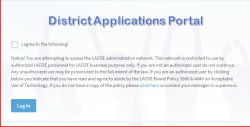 District Applications Portal
I agree to the following:
Notice! You are attempting to access the LACOE administrative network. This network is restricted to use by
authorized LACOE personnel for LACOE business purpose only. If you are not an authorized user do not continue.
Any unauthorized use may be prosecuted to the full extent of the law. If you are an authorized user by clicking
below you indicate that you have read and agree to abide by the LACOE Board Policy and 4040 on Acceptable
Use of Technology. If you do not have a copy of the policy please click here or contact your manager or supervisor.
Log In